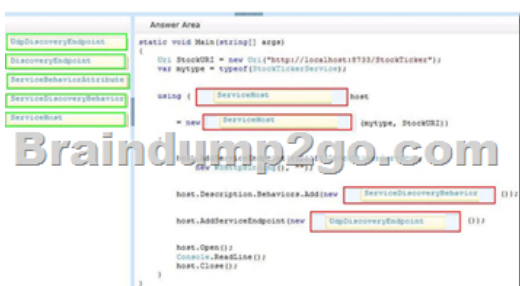 Answer Area
UdpDiscoveryEndpoint
DiscoveryEndpoint
ServiceBehaviorAttribute
ServiceDiscoveryBehavior
ServiceHost
static void Main(string[] args)
{
Uri StockURI = new Uri("http://localhost:8733/StockTicker");
var mytype = typeof(StockTickerService);
using ( ServiceHost host
= new ServiceHost (mytype, StockURI))
Braindump2go.com
host.Description.Behaviors.Add(new ServiceDiscoveryBehavior ());
host.AddServiceEndpoint(new UdpDiscoveryEndpoint ());
host.Open();
Console.ReadLine();
host.Close();
}
}